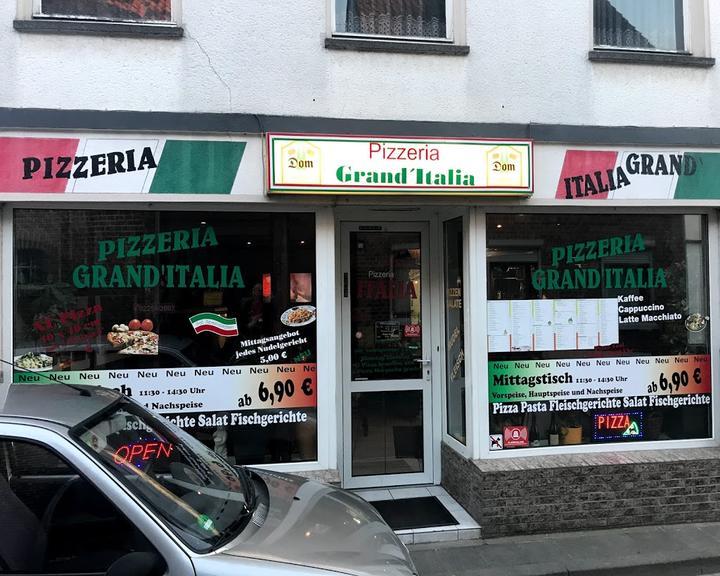 PIZZERIA
Dom
Pizzeria
Grand'Italia
Dom
ITALIA GRAND'
PIZZERIA
GRAND'ITALIA
Mittagsangebot
jedes Nudelgericht
5,00 €
Neu Neu Neu Neu Neu Neu Neu Neu Neu Neu
11:30 - 14:30 Uhr
und Nachspeise
ab 6,90 €
Salat Fischgerichte
OPEN
Pizzeria
ITALIA
PIZZERIA
GRAND'ITALIA
Kaffee
Cappuccino
Latte Macchiato
Neu Neu Neu Neu Neu Neu Neu Neu Neu Neu
Mittagstisch 11:30 - 14:30 Uhr
Vorspeise, Hauptspeise und Nachspeise
ab 6,90 €
Pizza Pasta Fleischgerichte Salat Fischgerichte
PIZZA